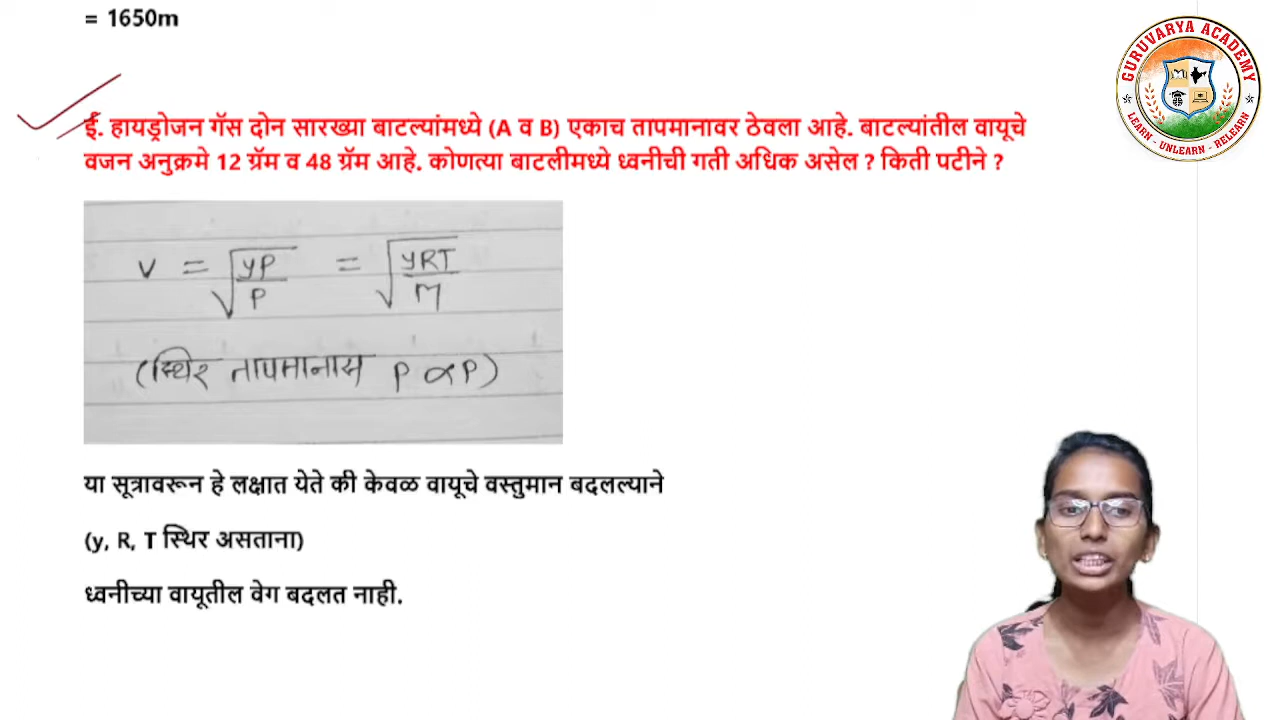 = 1650m
ई. हायड्रोजन गॅस दोन सारख्या बाटल्यांमध्ये (A व B) एकाच तापमानावर ठेवला आहे. बाटल्यांतील वायूचे
वजन अनुक्रमे 12 ग्रॅम व 48 ग्रॅम आहे. कोणत्या बाटलीमध्ये ध्वनीची गती अधिक असेल ? किती पटीने ?
v = √yP/P = √yRT/M
(स्थिर तापमानास P ∝ P)
या सूत्रावरून हे लक्षात येते की केवळ वायूचे वस्तुमान बदलल्याने
(y, R, T स्थिर असताना)
ध्वनीच्या वायूतील वेग बदलत नाही.
GURUVARYA ACADEMY
LEARN - UNLEARN - RELEARN